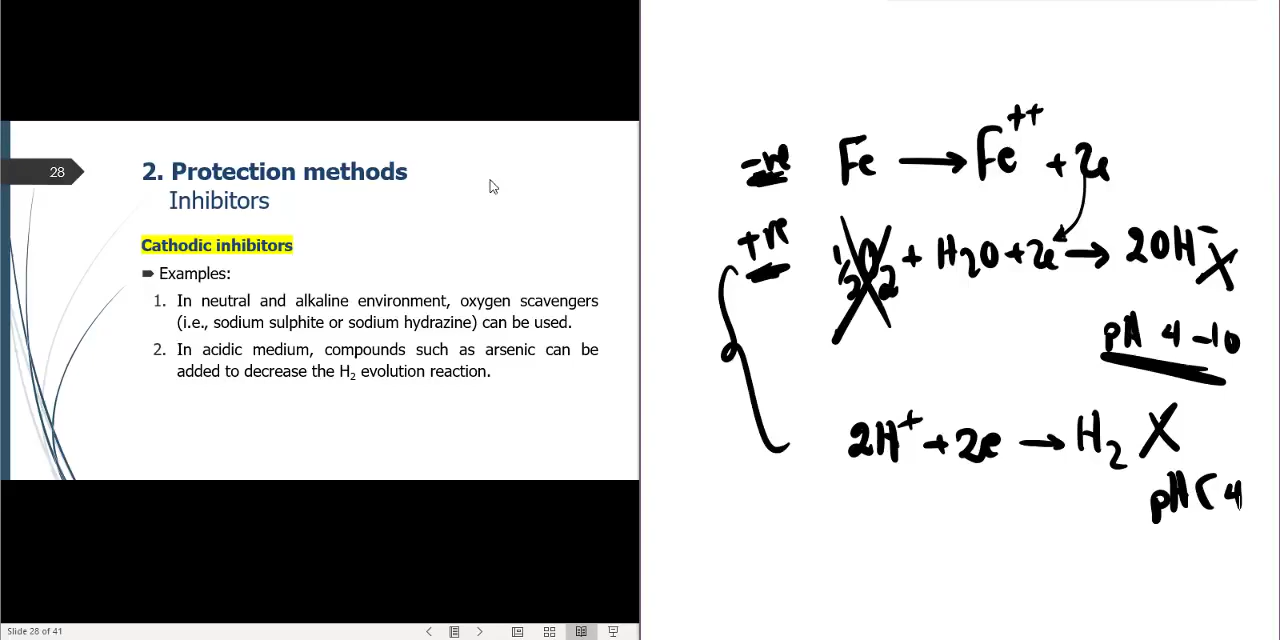 28
2. Protection methods
Inhibitors
Cathodic inhibitors
Examples:
1. In neutral and alkaline environment, oxygen scavengers
(i.e., sodium sulphite or sodium hydrazine) can be used.
2. In acidic medium, compounds such as arsenic can be
added to decrease the H₂ evolution reaction.
Slide 28 of 41
-ve Fe → Fe⁺⁺ + 2e
+ve ½O₂ + H₂O + 2e → 2OH⁻ X
pH 4-10
2H⁺ + 2e → H₂ X
pH < 4